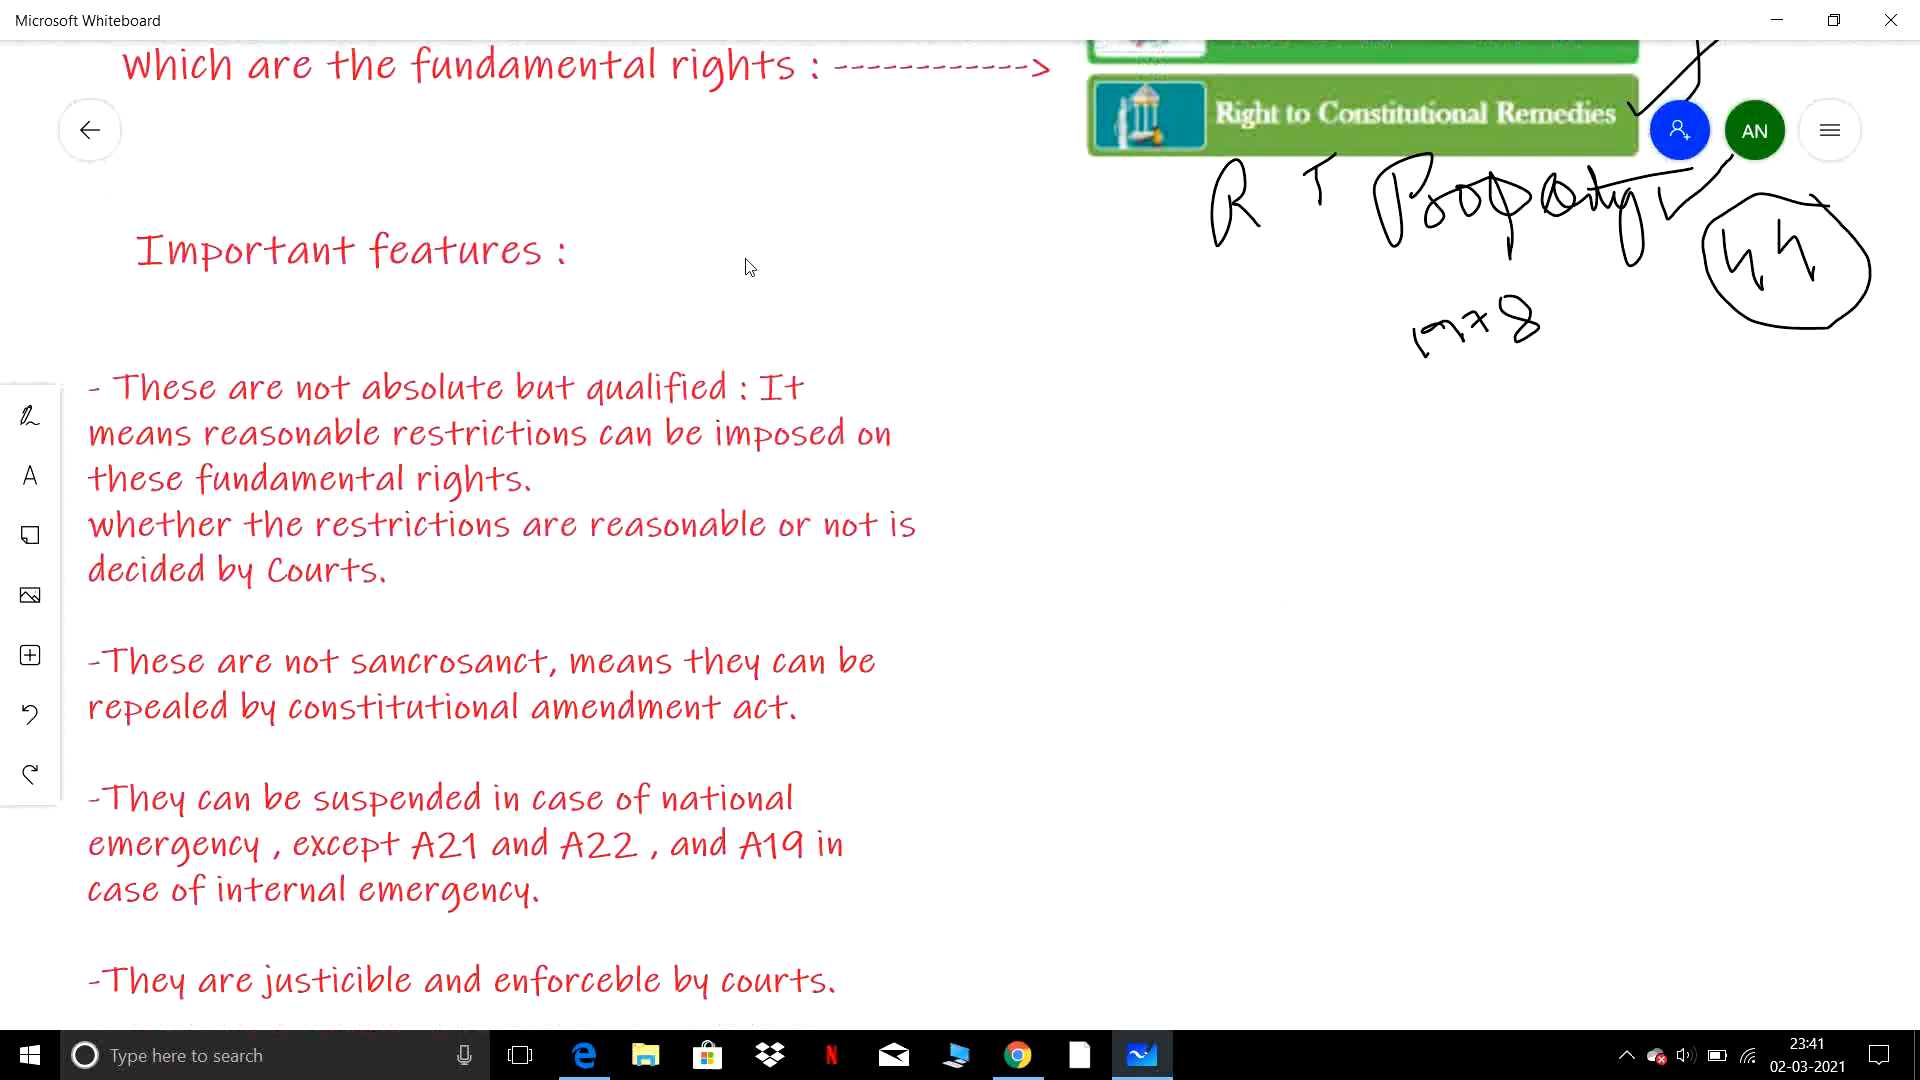 Microsoft Whiteboard
Which are the fundamental rights : ------------>
Right to Constitutional Remedies
AN
R T Property
44
1978
Important features :
- These are not absolute but qualified : It
means reasonable restrictions can be imposed on
these fundamental rights.
whether the restrictions are reasonable or not is
decided by Courts.
-These are not sancrosanct, means they can be
repealed by constitutional amendment act.
-They can be suspended in case of national
emergency , except A21 and A22 , and A19 in
case of internal emergency.
-They are justicible and enforceble by courts.
Type here to search
23:41
02-03-2021